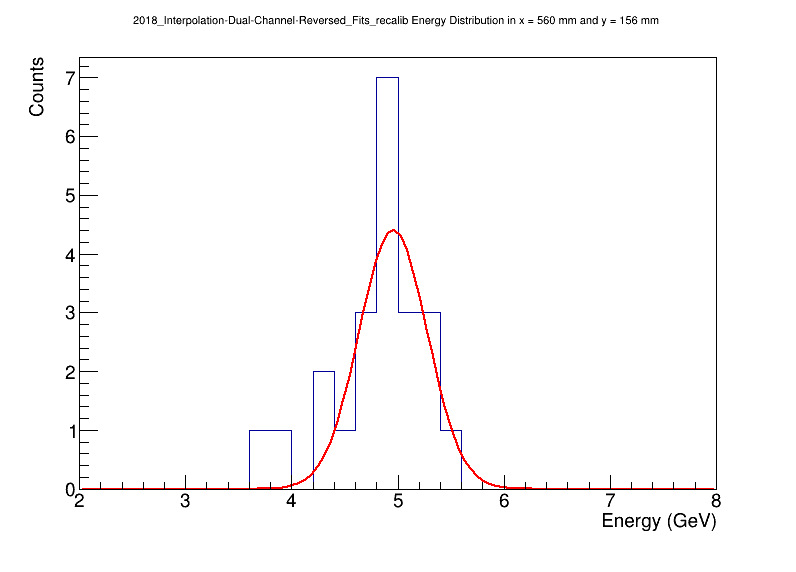 2018_Interpolation-Dual-Channel-Reversed_Fits_recalib Energy Distribution in x = 560 mm and y = 156 mm
Counts
7
6
5
4
3
2
1
0
2 3 4 5 6 7 8
Energy (GeV)